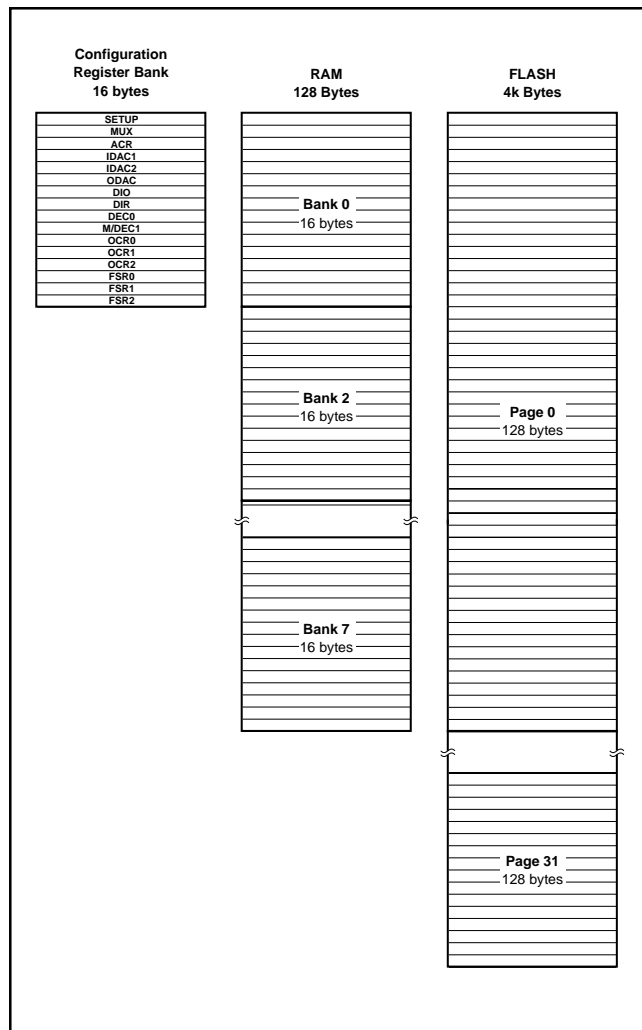 Configuration
Register Bank
16 bytes
SETUP
MUX
ACR
IDAC1
IDAC2
ODAC
DIO
DIR
DEC0
M/DEC1
OCR0
OCR1
OCR2
FSR0
FSR1
FSR2
RAM
128 Bytes
Bank 0
16 bytes
Bank 2
16 bytes
Bank 7
16 bytes
FLASH
4k Bytes
Page 0
128 bytes
Page 31
128 bytes